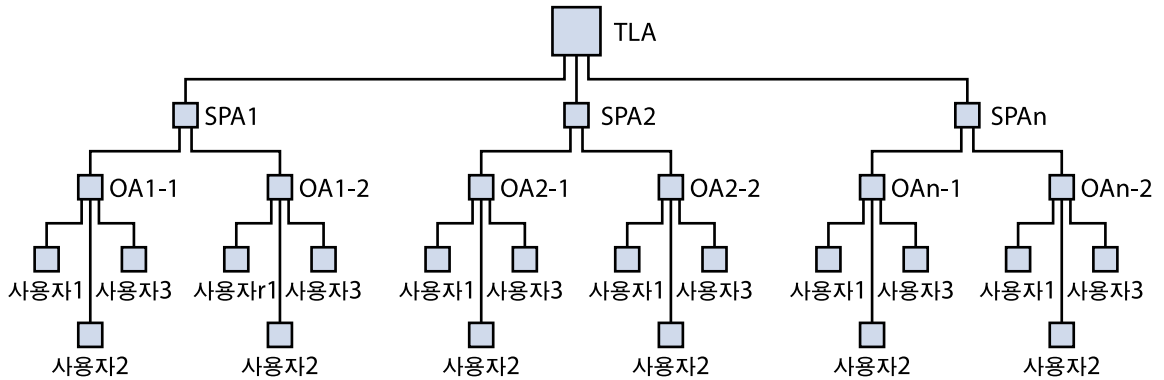 TLA
SPA1 SPA2 SPAn
OA1-1 OA1-2 OA2-1 OA2-2 OAn-1 OAn-2
사용자1 사용자3 사용자r1 사용자3 사용자1 사용자3 사용자1 사용자3 사용자1 사용자3 사용자1 사용자3
사용자2 사용자2 사용자2 사용자2 사용자2 사용자2